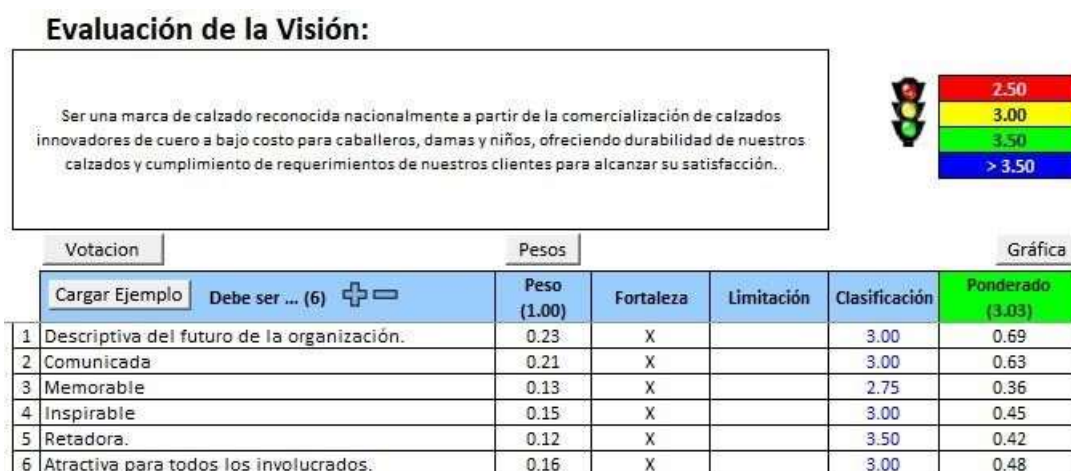 Evaluación de la Visión:
Ser una marca de calzado reconocida nacionalmente a partir de la comercialización de calzados
innovadores de cuero a bajo costo para caballeros, damas y niños, ofreciendo durabilidad de nuestros
calzados y cumplimiento de requerimientos de nuestros clientes para alcanzar su satisfacción.
2.50
3.00
3.50
> 3.50
Votacion Pesos Gráfica
Cargar Ejemplo Debe ser ... (6) Peso (1.00) Fortaleza Limitación Clasificación Ponderado (3.03)
1 Descriptiva del futuro de la organización. 0.23 X 3.00 0.69
2 Comunicada 0.21 X 3.00 0.63
3 Memorable 0.13 X 2.75 0.36
4 Inspirable 0.15 X 3.00 0.45
5 Retadora. 0.12 X 3.50 0.42
6 Atractiva para todos los involucrados. 0.16 X 3.00 0.48